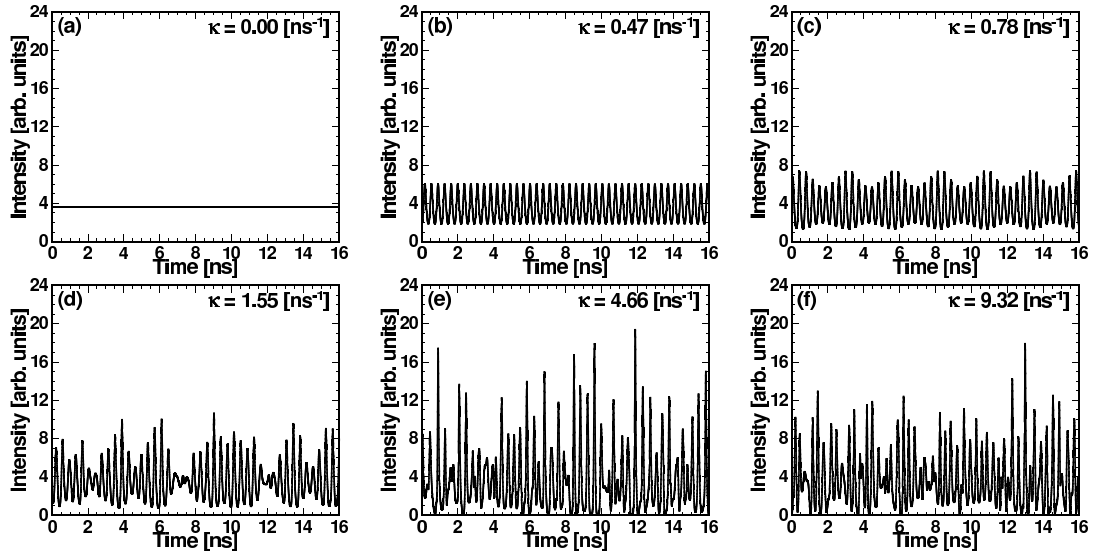 (a) κ = 0.00 [ns⁻¹]
Intensity [arb. units]
24
20
16
12
8
4
0
0 2 4 6 8 10 12 14 16
Time [ns]
(b) κ = 0.47 [ns⁻¹]
Intensity [arb. units]
24
20
16
12
8
4
0
0 2 4 6 8 10 12 14 16
Time [ns]
(c) κ = 0.78 [ns⁻¹]
Intensity [arb. units]
24
20
16
12
8
4
0
0 2 4 6 8 10 12 14 16
Time [ns]
(d) κ = 1.55 [ns⁻¹]
Intensity [arb. units]
24
20
16
12
8
4
0
0 2 4 6 8 10 12 14 16
Time [ns]
(e) κ = 4.66 [ns⁻¹]
Intensity [arb. units]
24
20
16
12
8
4
0
0 2 4 6 8 10 12 14 16
Time [ns]
(f) κ = 9.32 [ns⁻¹]
Intensity [arb. units]
24
20
16
12
8
4
0
0 2 4 6 8 10 12 14 16
Time [ns]